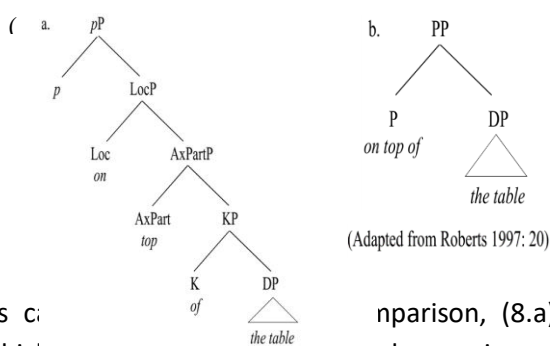 (
a. pP
b. PP
p LocP
P DP
on top of
Loc AxPartP
on
the table
AxPart KP
top
(Adapted from Roberts 1997: 20)
K DP
of
the table
mparison, (8.a)